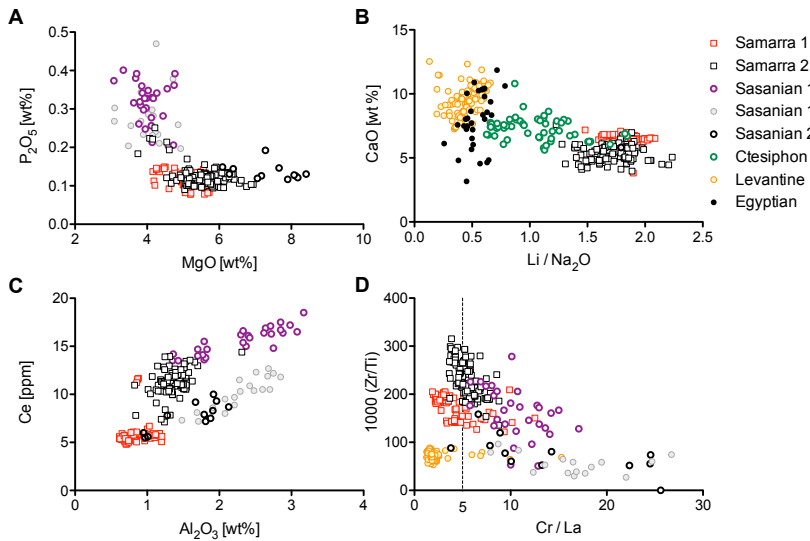 A
P2O5 [wt%]
0.5
0.4
0.3
0.2
0.1
0.0
2 4 6 8 10
MgO [wt%]
B
CaO [wt %]
15
10
5
0
0.0 0.5 1.0 1.5 2.0 2.5
Li / Na2O
Samarra 1
Samarra 2
Sasanian 1
Sasanian 1
Sasanian 2
Ctesiphon
Levantine
Egyptian
C
Ce [ppm]
20
15
10
5
0
0 1 2 3 4
Al2O3 [wt%]
D
1000 (Zr/Ti)
400
300
200
100
0
0 5 10 20 30
Cr / La